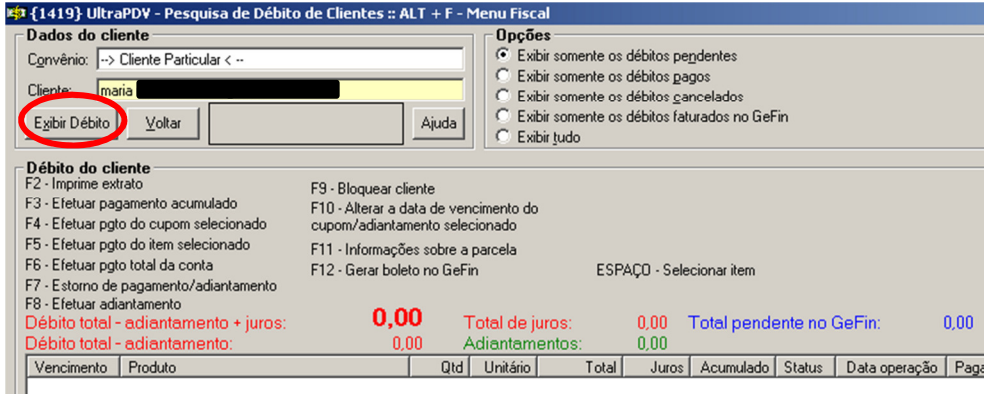 {1419} UltraPDV - Pesquisa de Débito de Clientes :: ALT + F - Menu Fiscal
Dados do cliente
Convênio: --> Cliente Particular < --
Cliente: maria
Exibir Débito Voltar Ajuda
Opções
Exibir somente os débitos pendentes
Exibir somente os débitos pagos
Exibir somente os débitos cancelados
Exibir somente os débitos faturados no GeFin
Exibir tudo
Débito do cliente
F2 - Imprime extrato
F3 - Efetuar pagamento acumulado
F4 - Efetuar pgto do cupom selecionado
F5 - Efetuar pgto do item selecionado
F6 - Efetuar pgto total da conta
F7 - Estorno de pagamento/adiantamento
F8 - Efetuar adiantamento
F9 - Bloquear cliente
F10 - Alterar a data de vencimento do
cupom/adiantamento selecionado
F11 - Informações sobre a parcela
F12 - Gerar boleto no GeFin
ESPAÇO - Selecionar item
Débito total - adiantamento + juros: 0,00 Total de juros: 0,00 Total pendente no GeFin: 0,00
Débito total - adiantamento: 0,00 Adiantamentos: 0,00
Vencimento Produto Qtd Unitário Total Juros Acumulado Status Data operação Paga